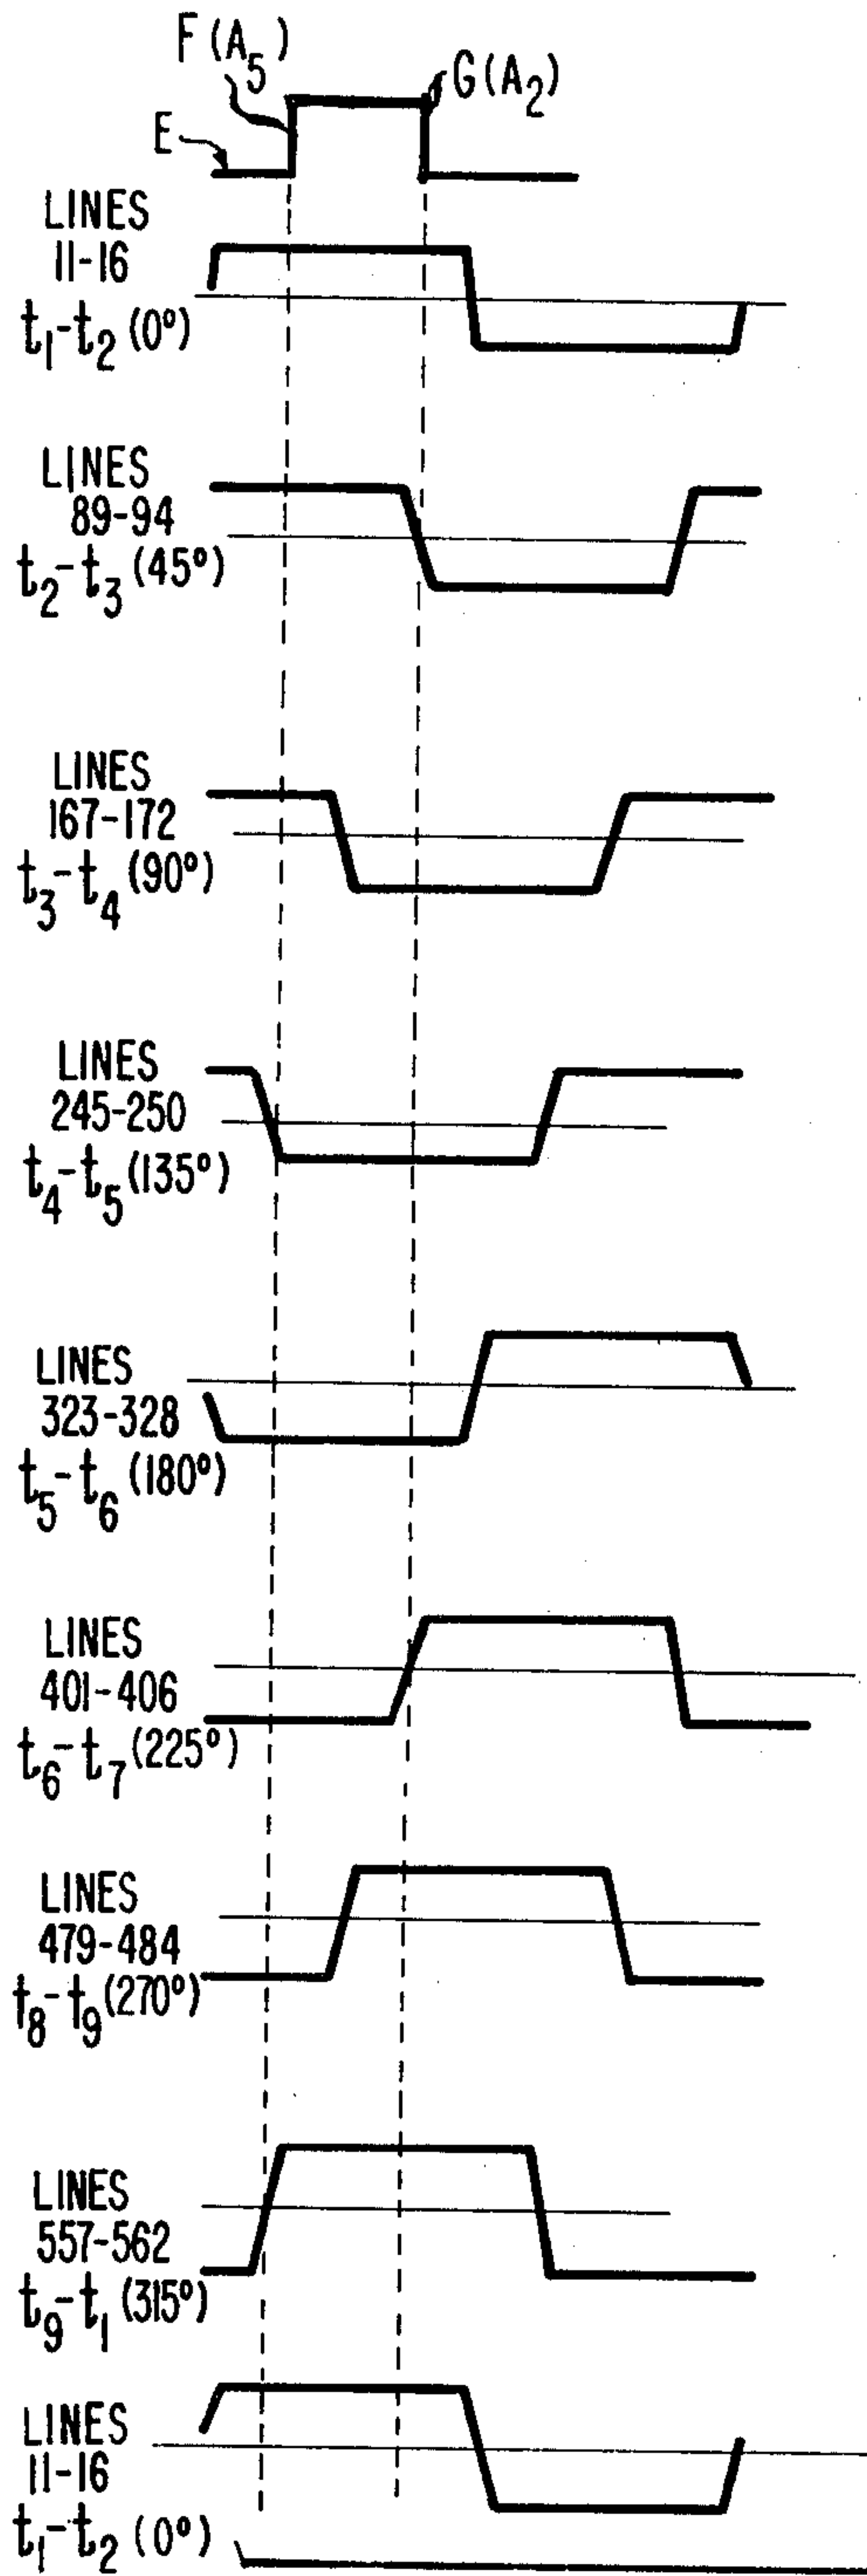 F(A5)
G(A2)
E
LINES
11-16
t1-t2 (0°)
LINES
89-94
t2-t3 (45°)
LINES
167-172
t3-t4 (90°)
LINES
245-250
t4-t5 (135°)
LINES
323-328
t5-t6 (180°)
LINES
401-406
t6-t7 (225°)
LINES
479-484
t8-t9 (270°)
LINES
557-562
t9-t1 (315°)
LINES
11-16
t1-t2 (0°)